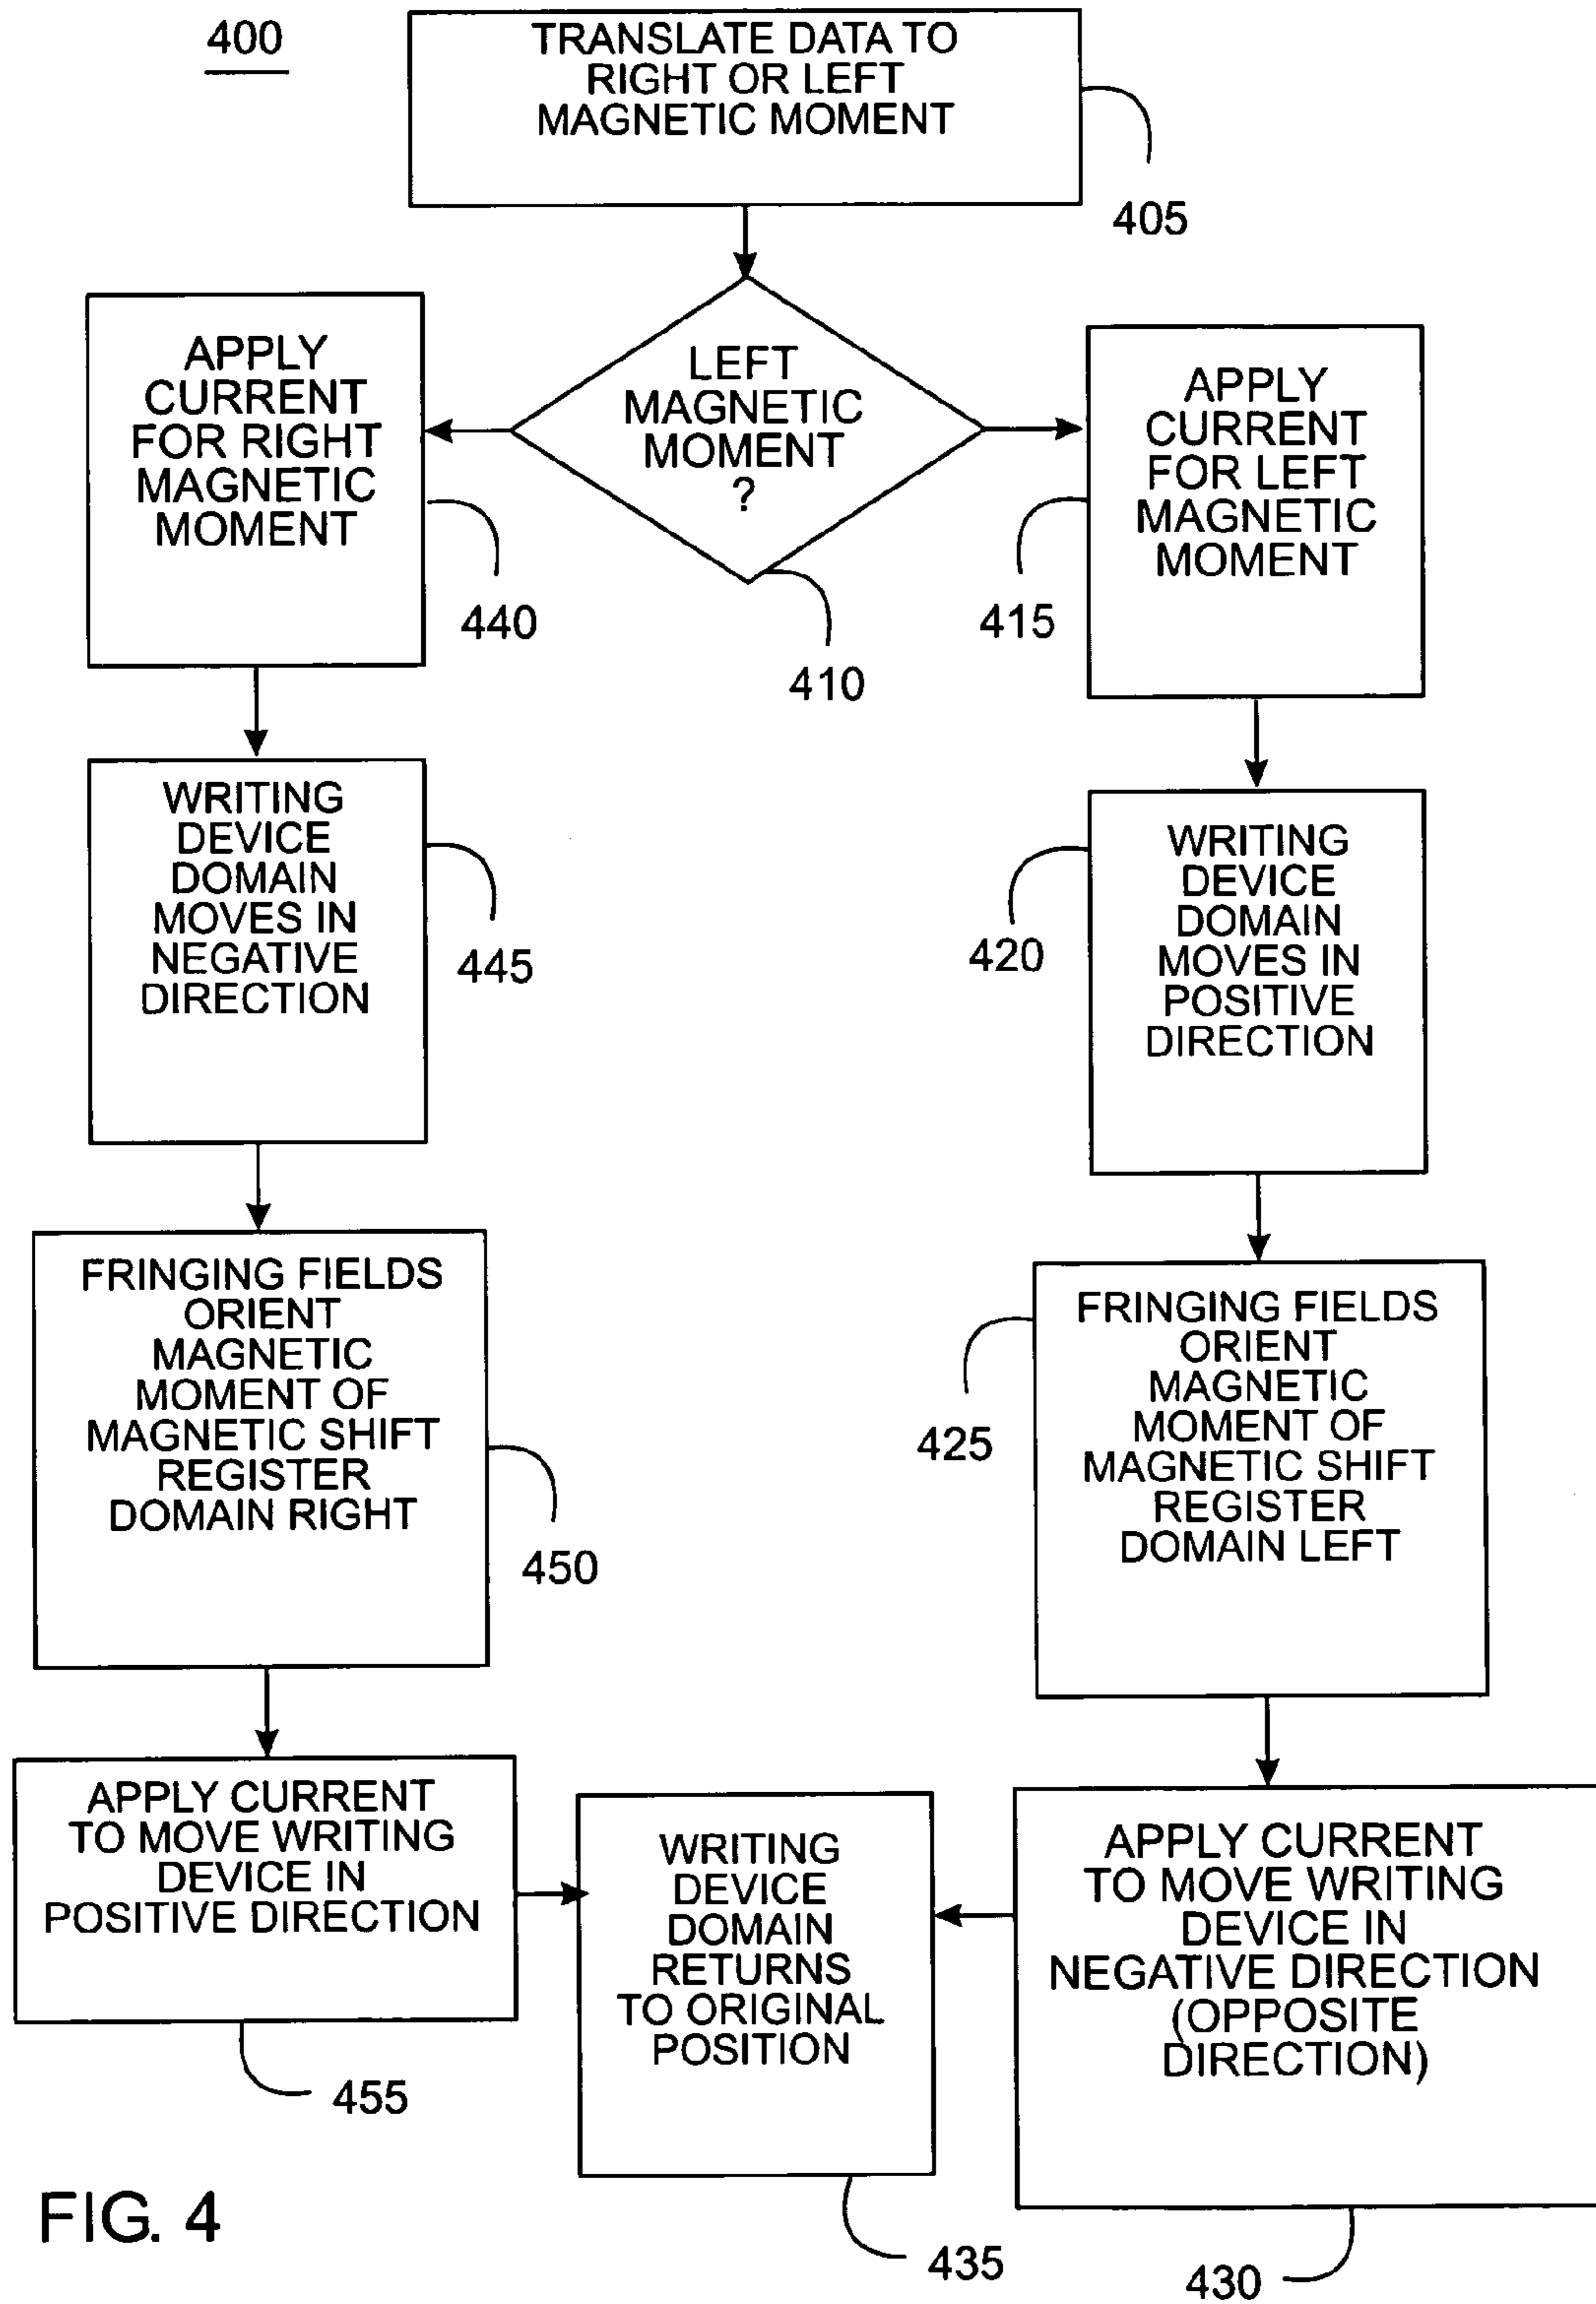 400
TRANSLATE DATA TO
RIGHT OR LEFT
MAGNETIC MOMENT
405
LEFT
MAGNETIC
MOMENT
?
410
APPLY
CURRENT
FOR RIGHT
MAGNETIC
MOMENT
440
APPLY
CURRENT
FOR LEFT
MAGNETIC
MOMENT
415
WRITING
DEVICE
DOMAIN
MOVES IN
NEGATIVE
DIRECTION
445
WRITING
DEVICE
DOMAIN
MOVES IN
POSITIVE
DIRECTION
420
FRINGING FIELDS
ORIENT
MAGNETIC
MOMENT OF
MAGNETIC SHIFT
REGISTER
DOMAIN RIGHT
450
FRINGING FIELDS
ORIENT
MAGNETIC
MOMENT OF
MAGNETIC SHIFT
REGISTER
DOMAIN LEFT
425
APPLY CURRENT
TO MOVE WRITING
DEVICE IN
POSITIVE DIRECTION
455
WRITING
DEVICE
DOMAIN
RETURNS
TO ORIGINAL
POSITION
435
APPLY CURRENT
TO MOVE WRITING
DEVICE IN
NEGATIVE DIRECTION
(OPPOSITE
DIRECTION)
430
FIG. 4